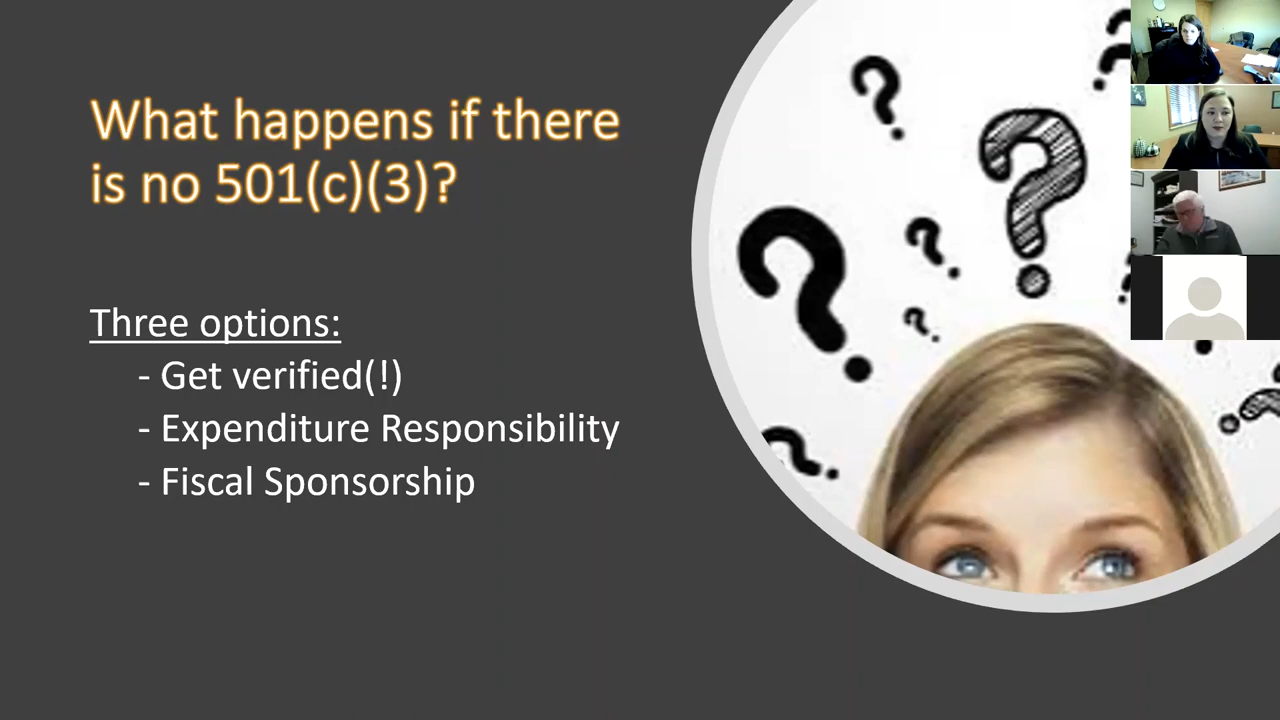 What happens if there
is no 501(c)(3)?
Three options:
- Get verified(!)
- Expenditure Responsibility
- Fiscal Sponsorship